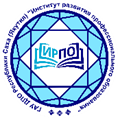 ГАУ ДПО Республики Саха (Якутия) "Институт развития профессионального образования"
ИРПО